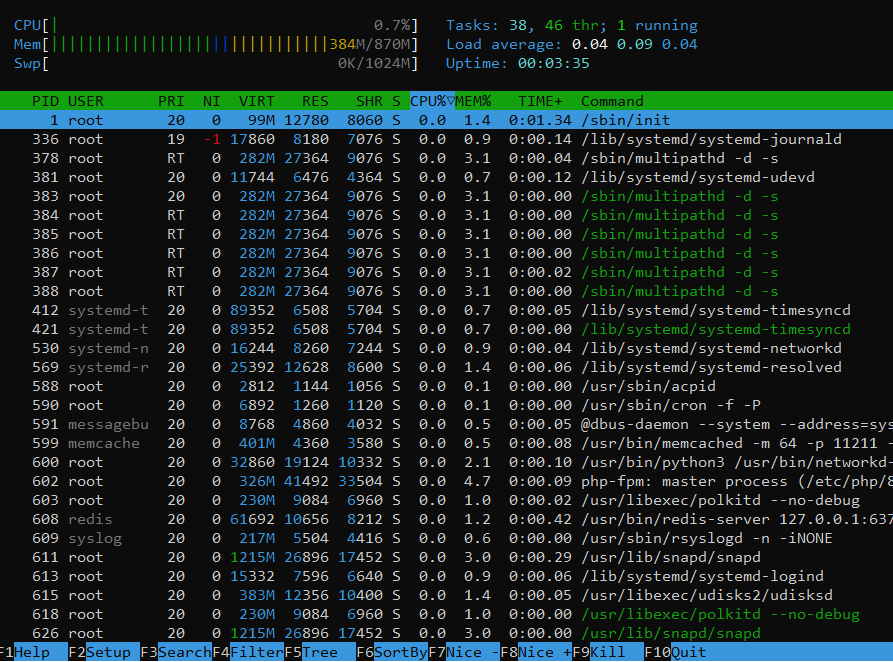 CPU[| 0.7%] Tasks: 38, 46 thr; 1 running
Mem[||||||||||||||||||||||||||||||384M/870M] Load average: 0.04 0.09 0.04
Swp[ 0K/1024M] Uptime: 00:03:35
PID USER PRI NI VIRT RES SHR S CPU%▽MEM% TIME+ Command
1 root 20 0 99M 12780 8060 S 0.0 1.4 0:01.34 /sbin/init
336 root 19 -1 17860 8180 7076 S 0.0 0.9 0:00.14 /lib/systemd/systemd-journald
378 root RT 0 282M 27364 9076 S 0.0 3.1 0:00.04 /sbin/multipathd -d -s
381 root 20 0 11744 6476 4364 S 0.0 0.7 0:00.12 /lib/systemd/systemd-udevd
383 root 20 0 282M 27364 9076 S 0.0 3.1 0:00.00 /sbin/multipathd -d -s
384 root RT 0 282M 27364 9076 S 0.0 3.1 0:00.00 /sbin/multipathd -d -s
385 root RT 0 282M 27364 9076 S 0.0 3.1 0:00.00 /sbin/multipathd -d -s
386 root RT 0 282M 27364 9076 S 0.0 3.1 0:00.00 /sbin/multipathd -d -s
387 root RT 0 282M 27364 9076 S 0.0 3.1 0:00.02 /sbin/multipathd -d -s
388 root RT 0 282M 27364 9076 S 0.0 3.1 0:00.00 /sbin/multipathd -d -s
412 systemd-t 20 0 89352 6508 5704 S 0.0 0.7 0:00.05 /lib/systemd/systemd-timesyncd
421 systemd-t 20 0 89352 6508 5704 S 0.0 0.7 0:00.00 /lib/systemd/systemd-timesyncd
530 systemd-n 20 0 16244 8260 7244 S 0.0 0.9 0:00.04 /lib/systemd/systemd-networkd
569 systemd-r 20 0 25392 12628 8600 S 0.0 1.4 0:00.06 /lib/systemd/systemd-resolved
588 root 20 0 2812 1144 1056 S 0.0 0.1 0:00.00 /usr/sbin/acpid
590 root 20 0 6892 1260 1120 S 0.0 0.1 0:00.00 /usr/sbin/cron -f -P
591 messagebu 20 0 8768 4860 4032 S 0.0 0.5 0:00.05 @dbus-daemon --system --address=sys
599 memcache 20 0 401M 4360 3580 S 0.0 0.5 0:00.08 /usr/bin/memcached -m 64 -p 11211 -
600 root 20 0 32860 19124 10332 S 0.0 2.1 0:00.10 /usr/bin/python3 /usr/bin/networkd-
602 root 20 0 326M 41492 33504 S 0.0 4.7 0:00.09 php-fpm: master process (/etc/php/8
603 root 20 0 230M 9084 6960 S 0.0 1.0 0:00.02 /usr/libexec/polkitd --no-debug
608 redis 20 0 61692 10656 8212 S 0.0 1.2 0:00.42 /usr/bin/redis-server 127.0.0.1:637
609 syslog 20 0 217M 5504 4416 S 0.0 0.6 0:00.00 /usr/sbin/rsyslogd -n -iNONE
611 root 20 0 1215M 26896 17452 S 0.0 3.0 0:00.29 /usr/lib/snapd/snapd
613 root 20 0 15332 7596 6640 S 0.0 0.9 0:00.06 /lib/systemd/systemd-logind
615 root 20 0 383M 12356 10400 S 0.0 1.4 0:00.05 /usr/libexec/udisks2/udisksd
618 root 20 0 230M 9084 6960 S 0.0 1.0 0:00.00 /usr/libexec/polkitd --no-debug
626 root 20 0 1215M 26896 17452 S 0.0 3.0 0:00.00 /usr/lib/snapd/snapd
F1Help F2Setup F3SearchF4FilterF5Tree F6SortByF7Nice -F8Nice +F9Kill F10Quit